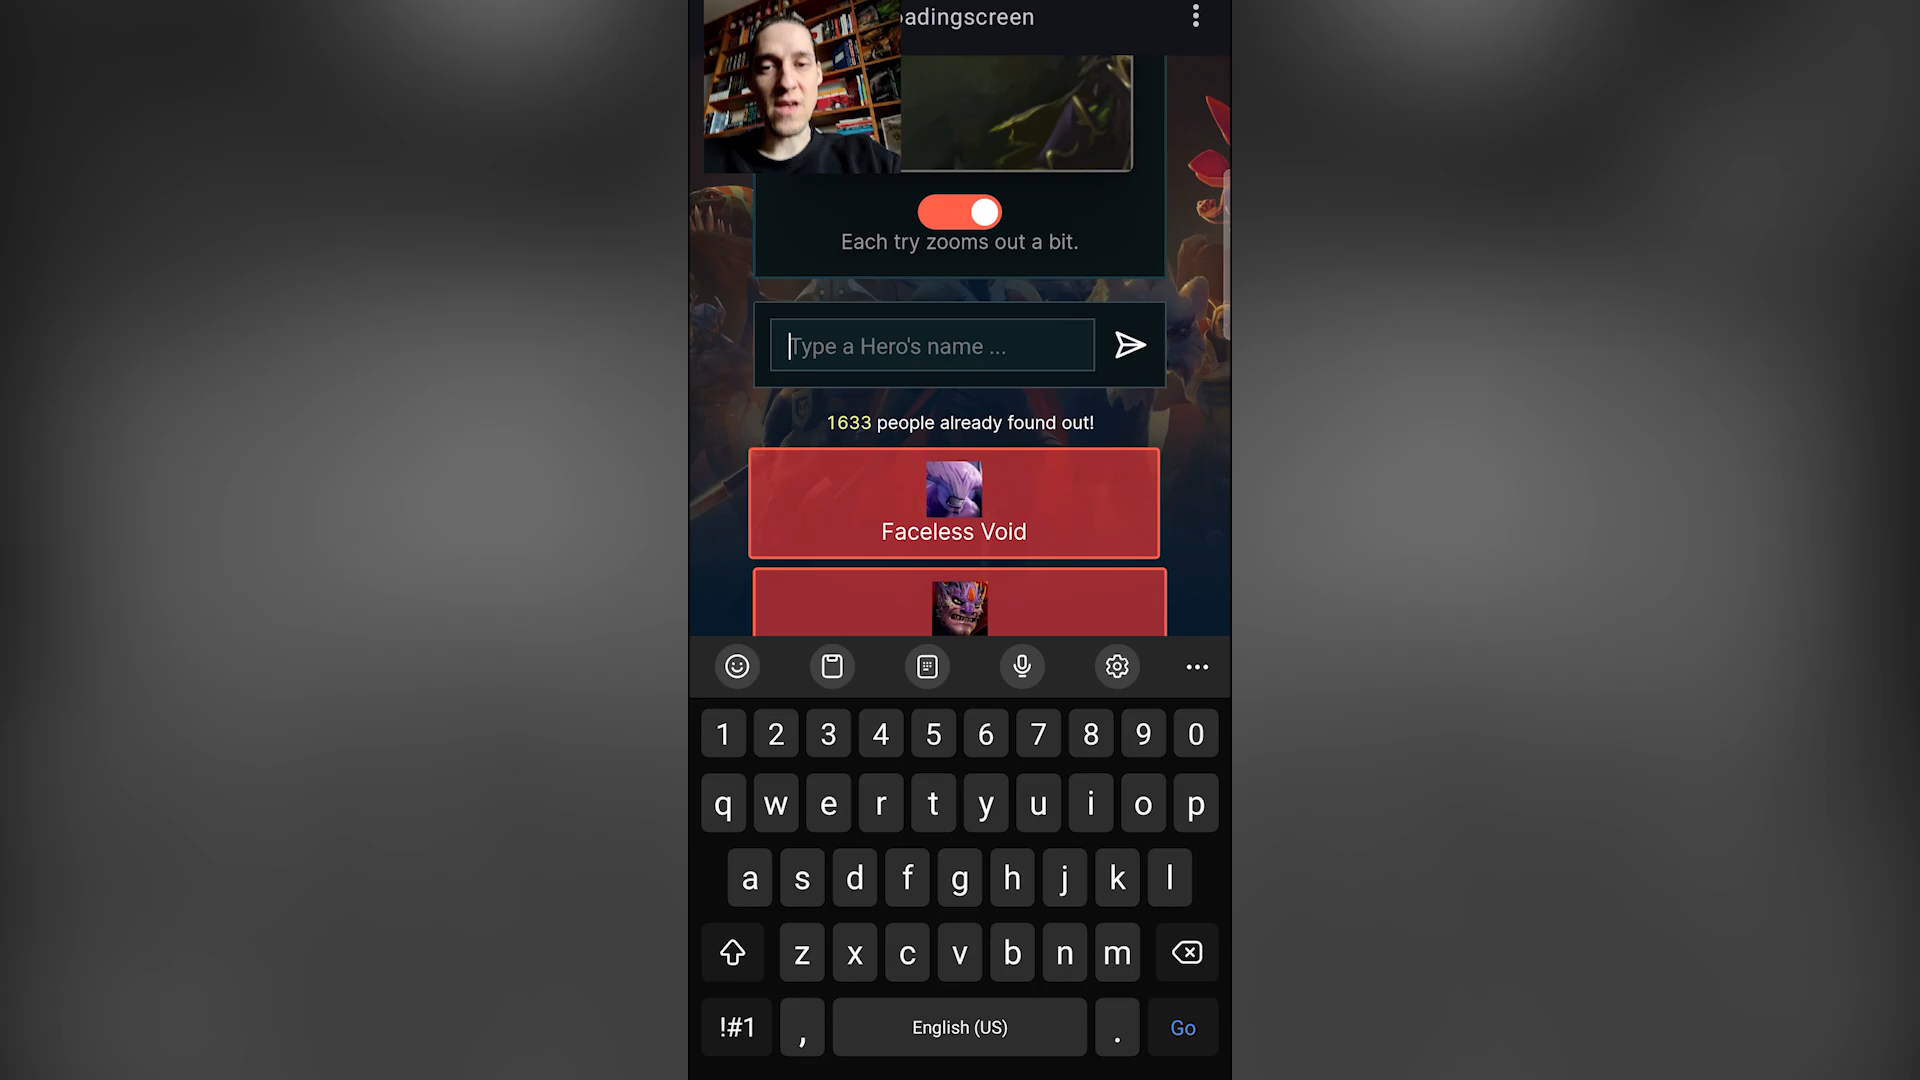 oadingscreen
Each try zooms out a bit.
Type a Hero's name ...
1633 people already found out!
Faceless Void
1 2 3 4 5 6 7 8 9 0
q w e r t y u i o p
a s d f g h j k l
z x c v b n m
!#1 , English (US) . Go